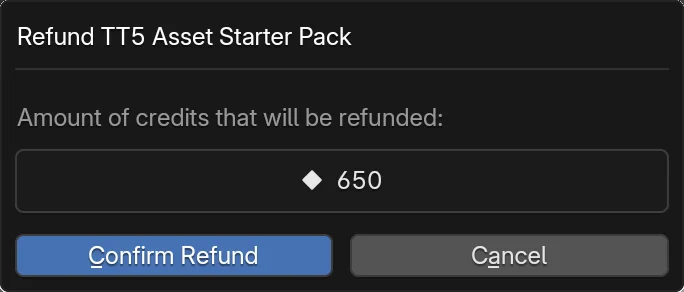 Refund TT5 Asset Starter Pack
Amount of credits that will be refunded:
◆ 650
Confirm Refund
Cancel